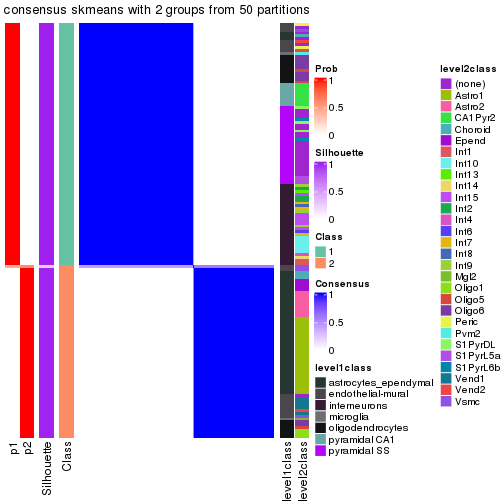 consensus skmeans with 2 groups from 50 partitions
Prob
1
0.5
0
Silhouette
1
0.5
0
Class
1
2
Consensus
1
0.5
0
level1class
astrocytes_ependymal
endothelial-mural
interneurons
microglia
oligodendrocytes
pyramidal CA1
pyramidal SS
level2class
(none)
Astro1
Astro2
CA1Pyr2
Choroid
Epend
Int1
Int10
Int13
Int14
Int15
Int2
Int4
Int6
Int7
Int8
Int9
Mgl2
Oligo1
Oligo5
Oligo6
Peric
Pvm2
S1PyrDL
S1PyrL5a
S1PyrL6b
Vend1
Vend2
Vsmc
p1
p2
Silhouette
Class
level1class
level2class